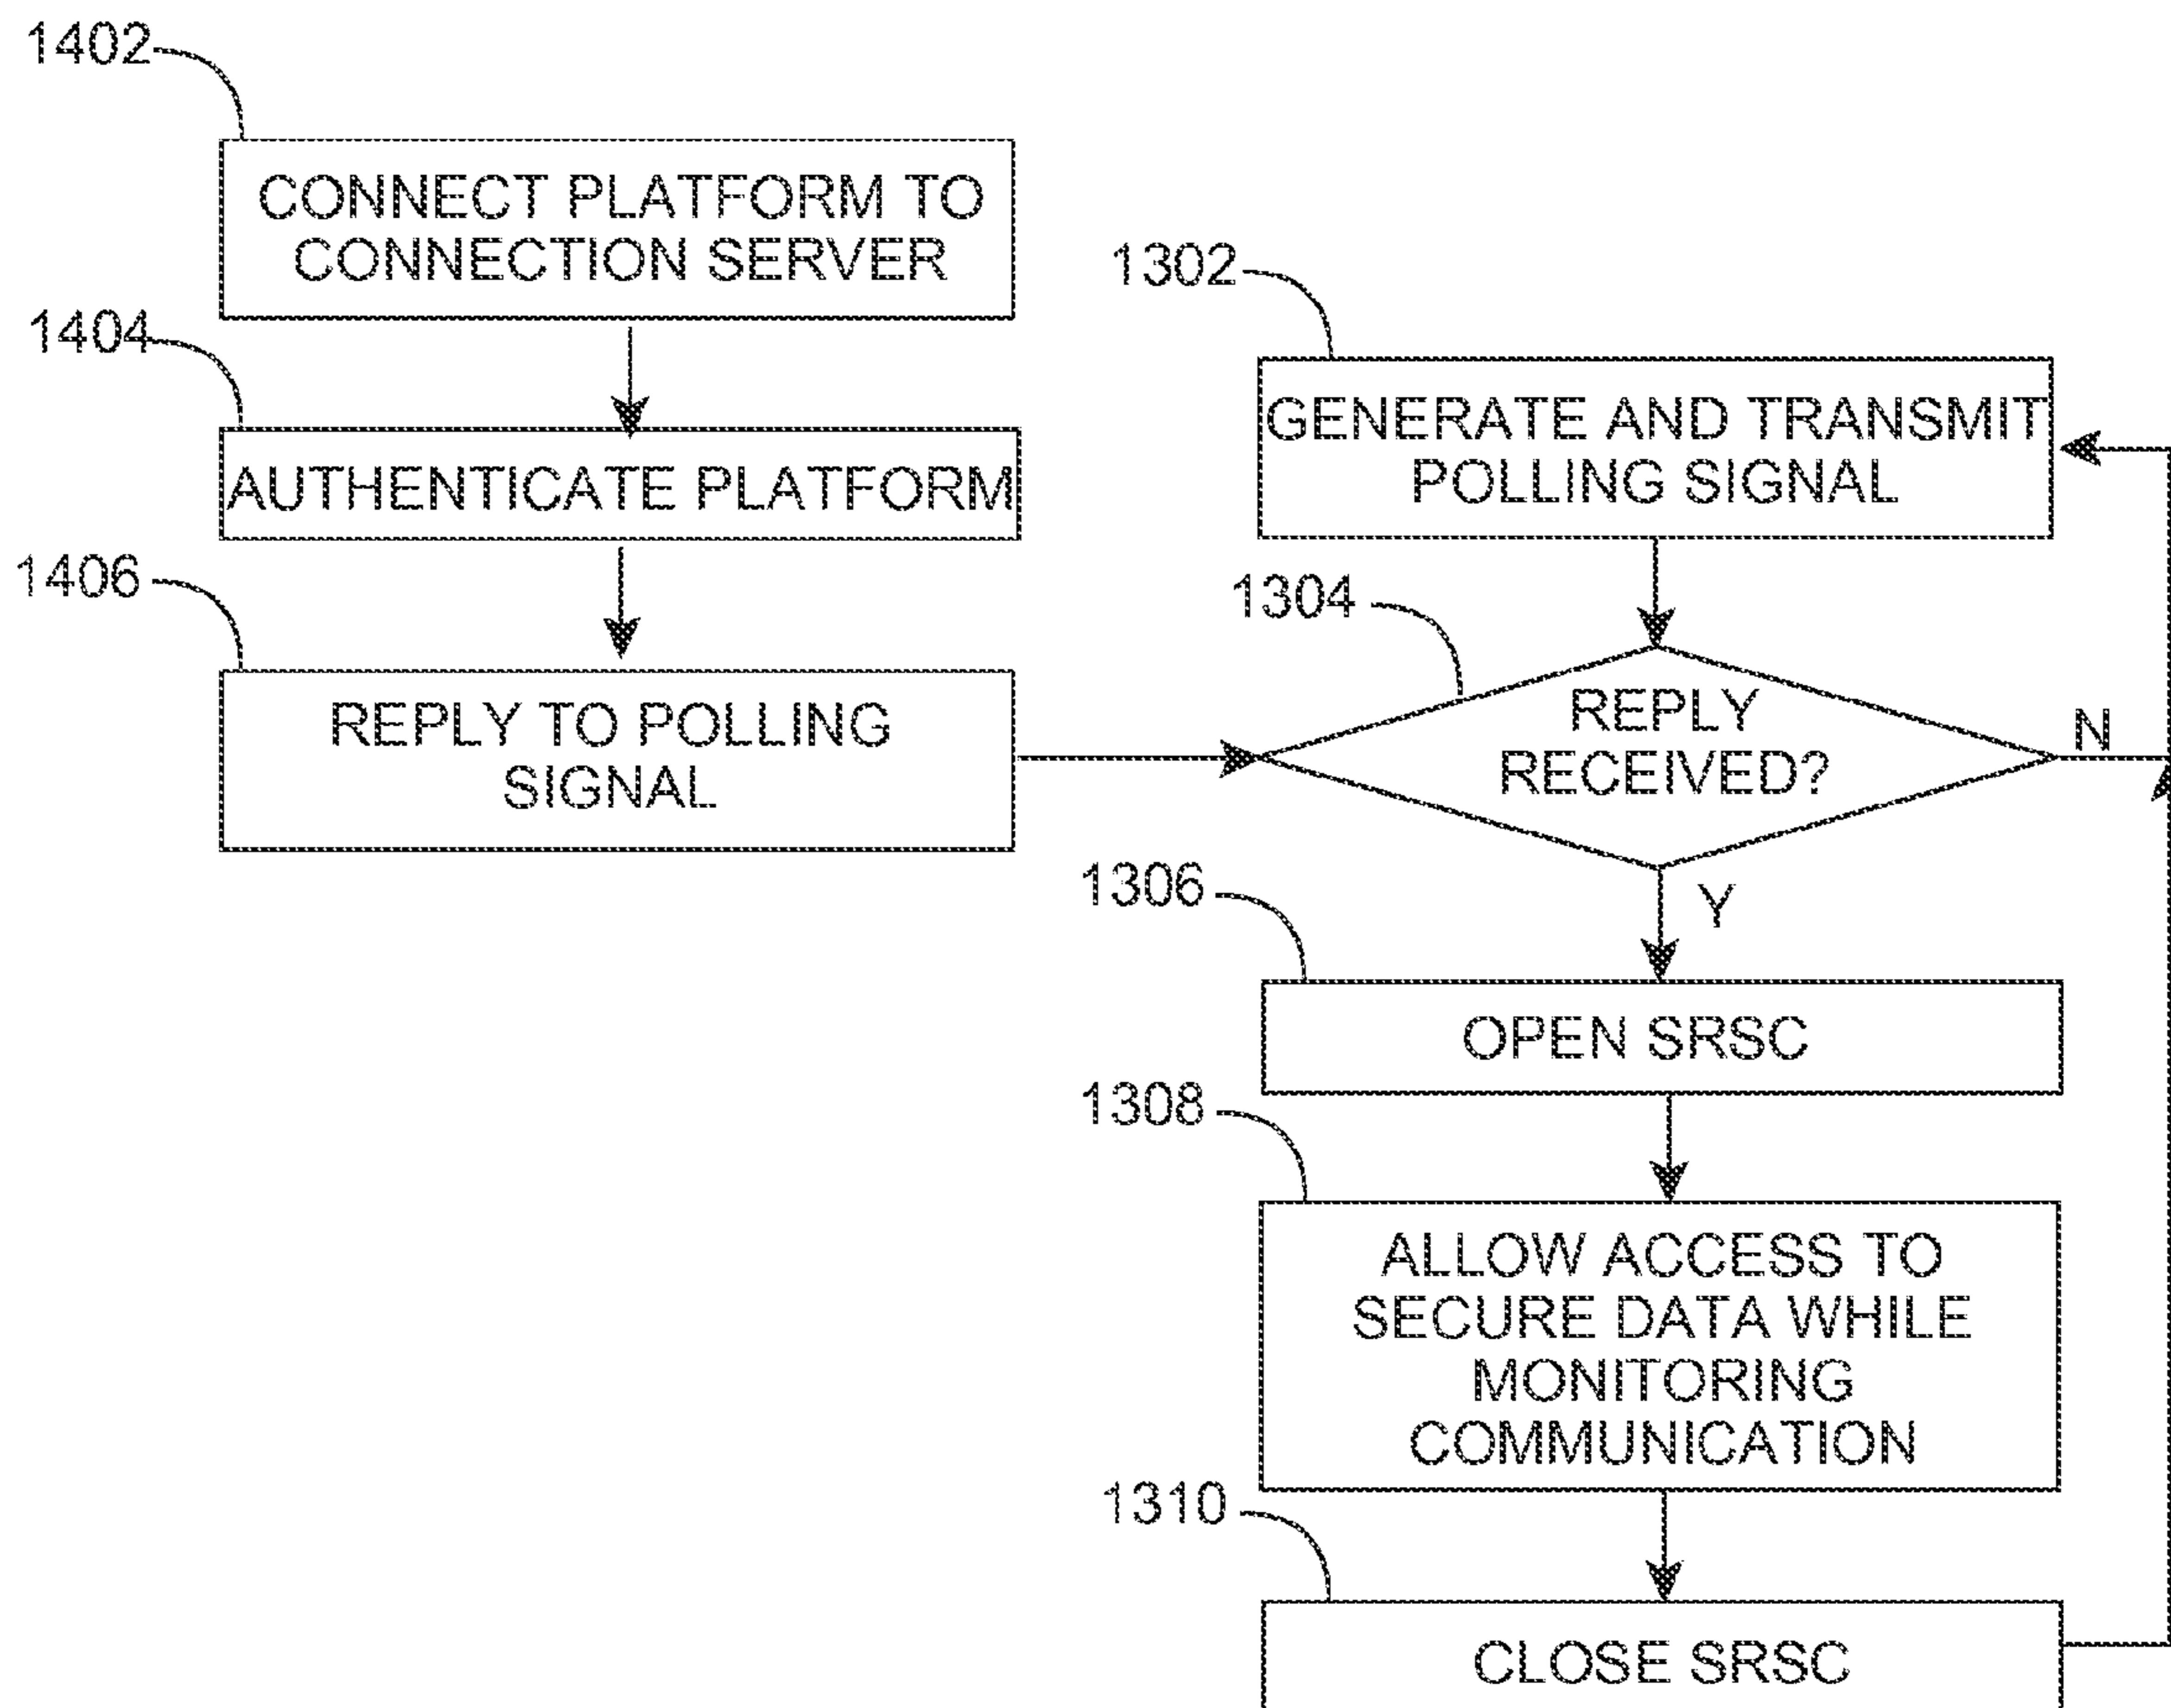 1402
CONNECT PLATFORM TO
CONNECTION SERVER
1404
AUTHENTICATE PLATFORM
1406
REPLY TO POLLING
SIGNAL
1302
GENERATE AND TRANSMIT
POLLING SIGNAL
1304
REPLY
RECEIVED?
N
Y
1306
OPEN SRSC
1308
ALLOW ACCESS TO
SECURE DATA WHILE
MONITORING
COMMUNICATION
1310
CLOSE SRSC